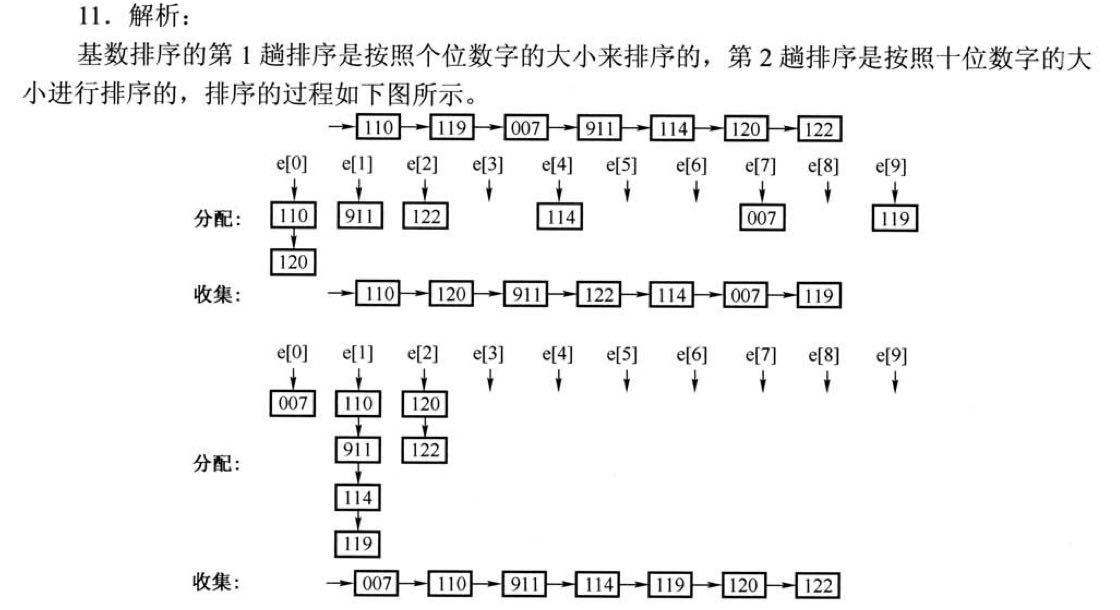 11．解析：
基数排序的第 1 趟排序是按照个位数字的大小来排序的，第 2 趟排序是按照十位数字的大
小进行排序的，排序的过程如下图所示。
110 119 007 911 114 120 122
e[0] e[1] e[2] e[3] e[4] e[5] e[6] e[7] e[8] e[9]
分配： 110 911 122 114 007 119
120
收集： 110 120 911 122 114 007 119
e[0] e[1] e[2] e[3] e[4] e[5] e[6] e[7] e[8] e[9]
007 110 120
911 122
分配：
114
119
收集： 007 110 911 114 119 120 122